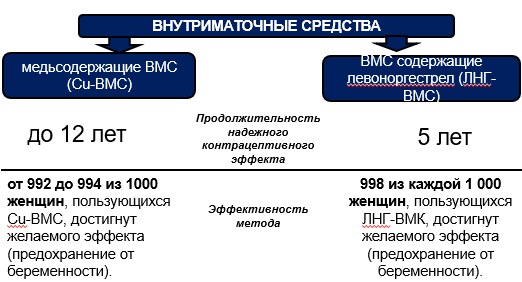 ВНУТРИМАТОЧНЫЕ СРЕДСТВА
медьсодержащие ВМС
(Cu-ВМС)
ВМС содержащие
левоноргестрел (ЛНГ-
ВМС)
до 12 лет
Продолжительность
надежного
контрацептивного
эффекта
5 лет
от 992 до 994 из 1000
женщин, пользующихся
Cu-ВМС, достигнут
желаемого эффекта
(предохранение от
беременности).
Эффективность
метода
998 из каждой 1 000
женщин, пользующихся
ЛНГ-ВМК, достигнут
желаемого эффекта
(предохранение от
беременности).